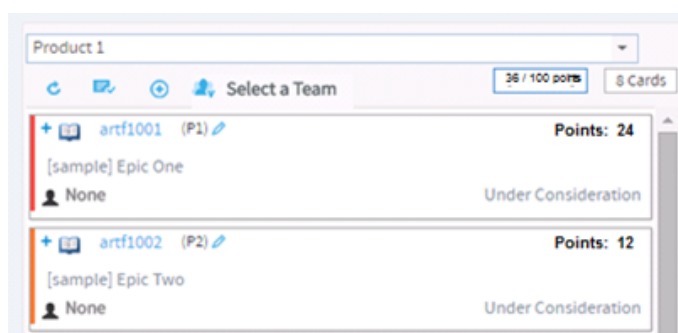 Product 1
Select a Team 36 / 100 points 8 Cards
+ artf1001 (P1) Points: 24
[sample] Epic One
None Under Consideration
+ artf1002 (P2) Points: 12
[sample] Epic Two
None Under Consideration